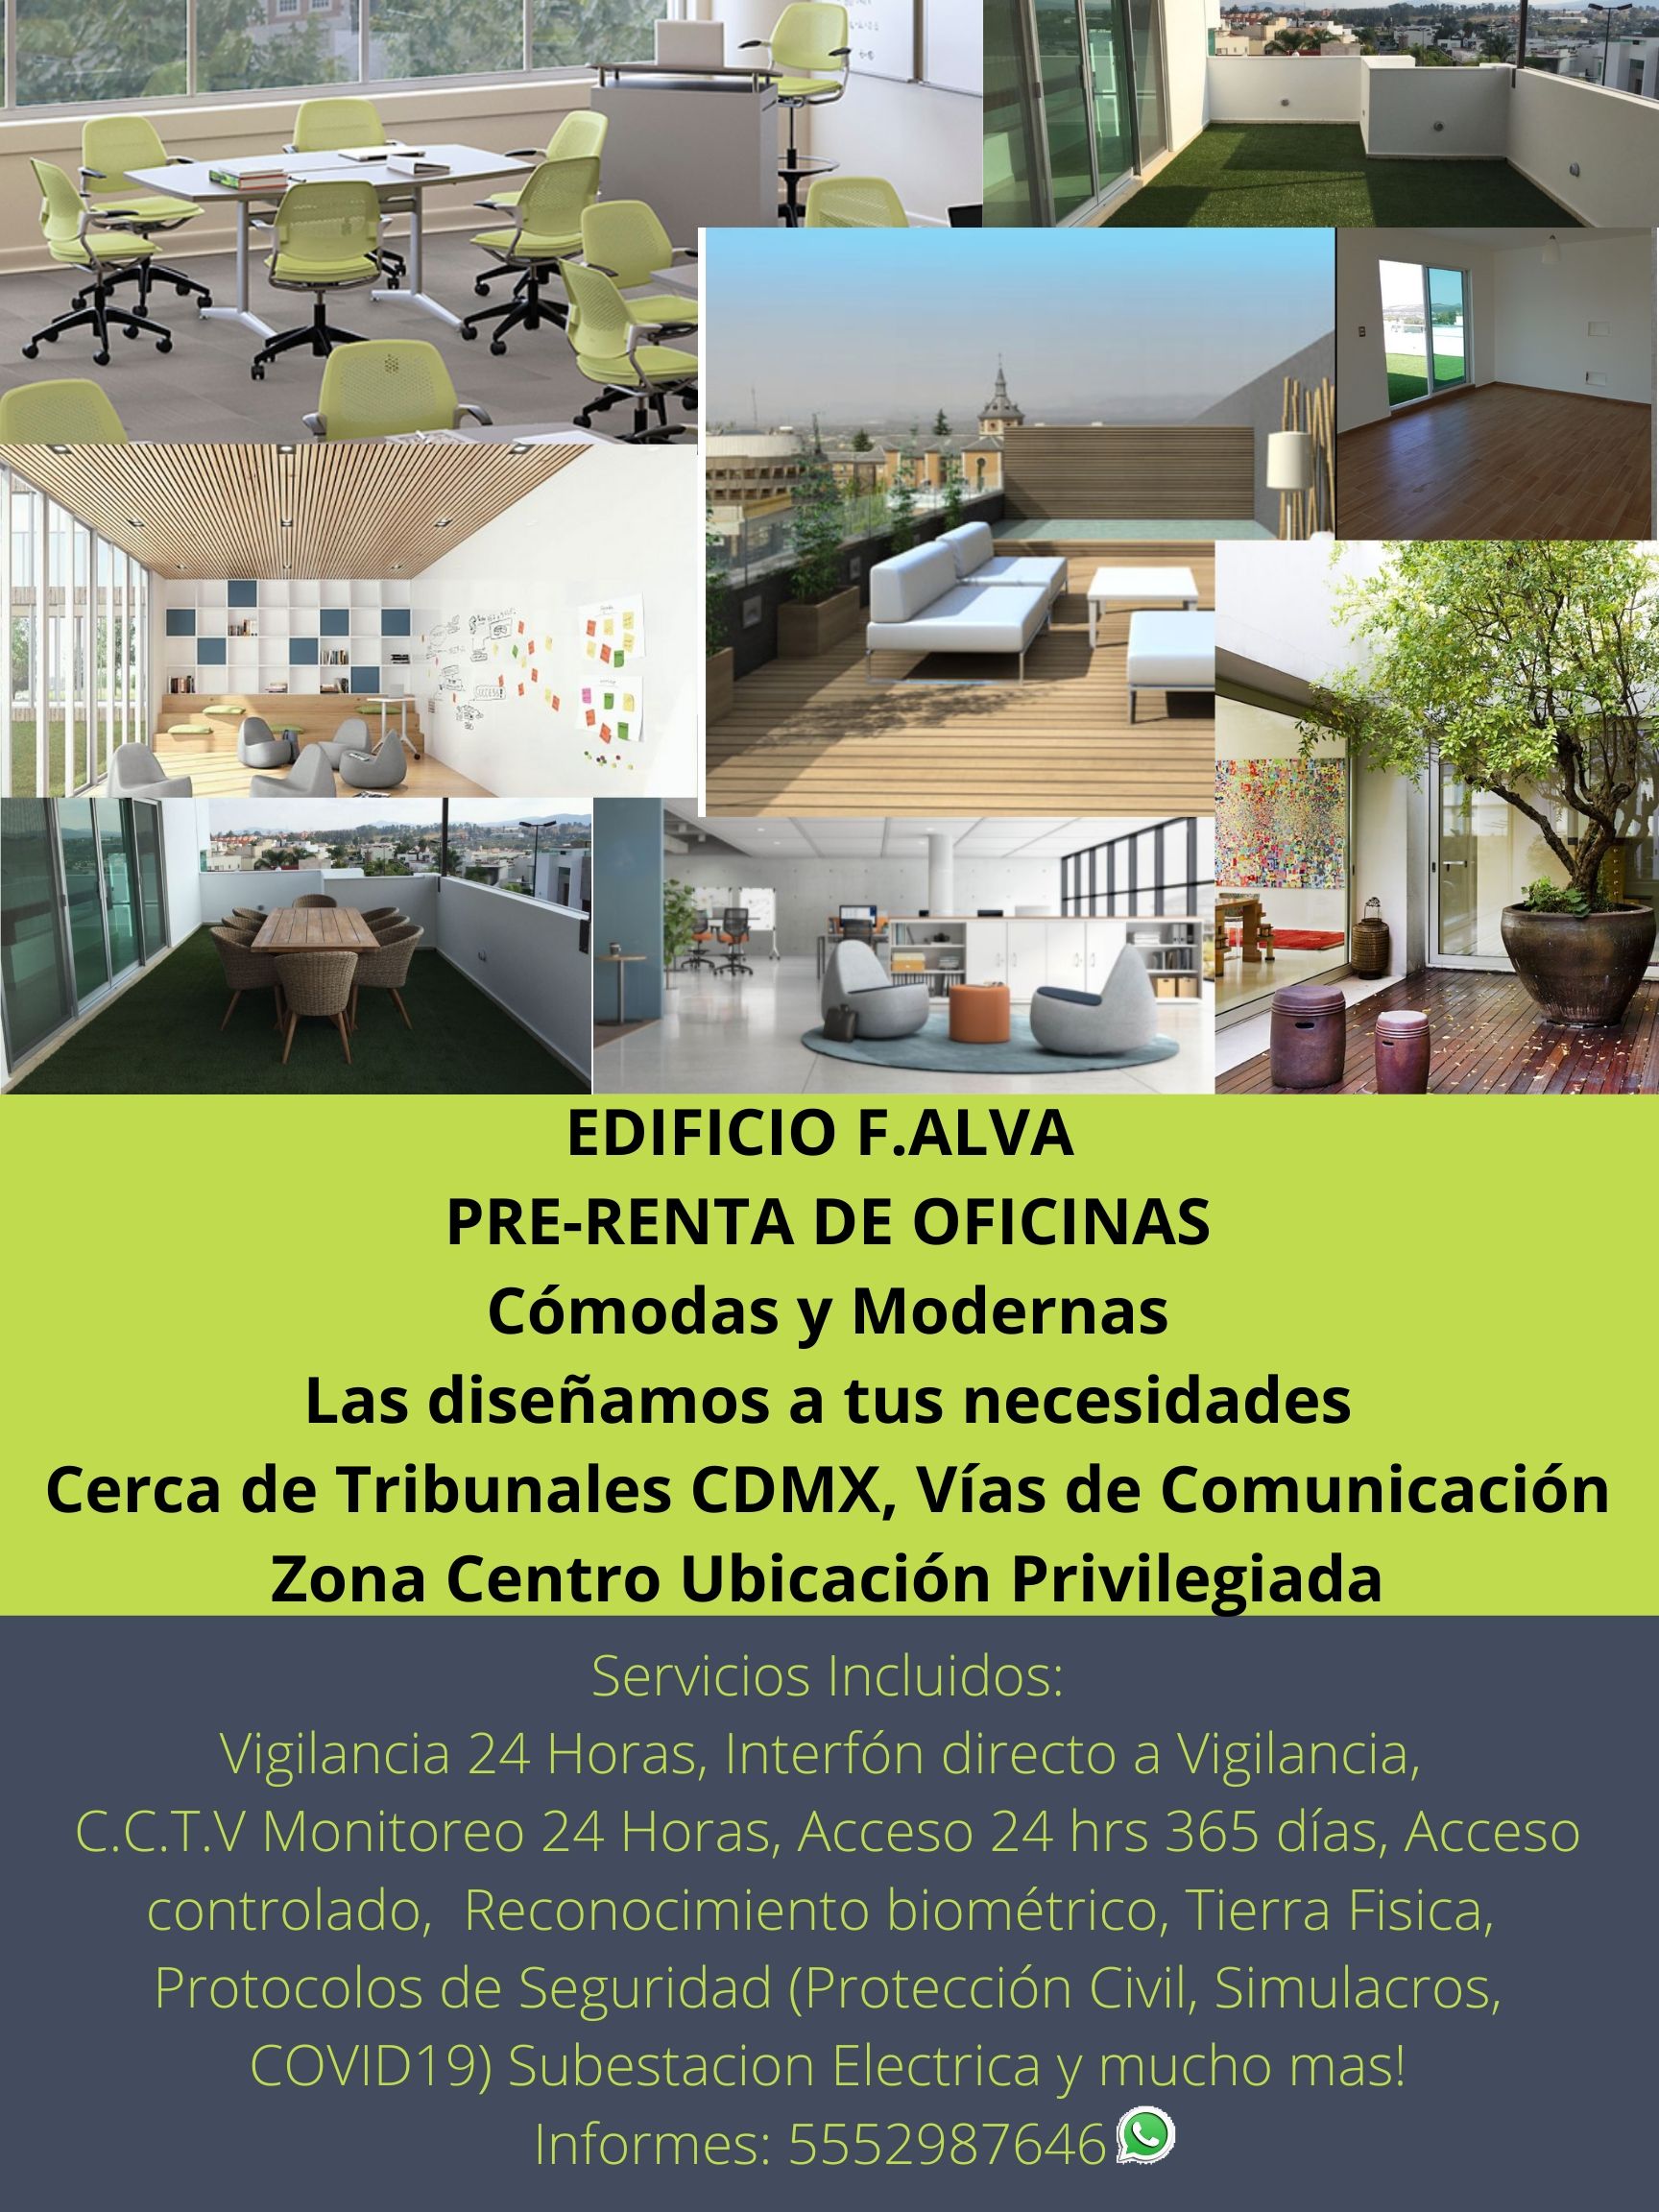 EDIFICIO F.ALVA
PRE-RENTA DE OFICINAS
Cómodas y Modernas
Las diseñamos a tus necesidades
Cerca de Tribunales CDMX, Vías de Comunicación
Zona Centro Ubicación Privilegiada
Servicios Incluidos:
Vigilancia 24 Horas, Interfón directo a Vigilancia,
C.C.T.V Monitoreo 24 Horas, Acceso 24 hrs 365 días, Acceso
controlado,  Reconocimiento biométrico, Tierra Fisica,
Protocolos de Seguridad (Protección Civil, Simulacros,
COVID19) Subestacion Electrica y mucho mas!
Informes: 5552987646